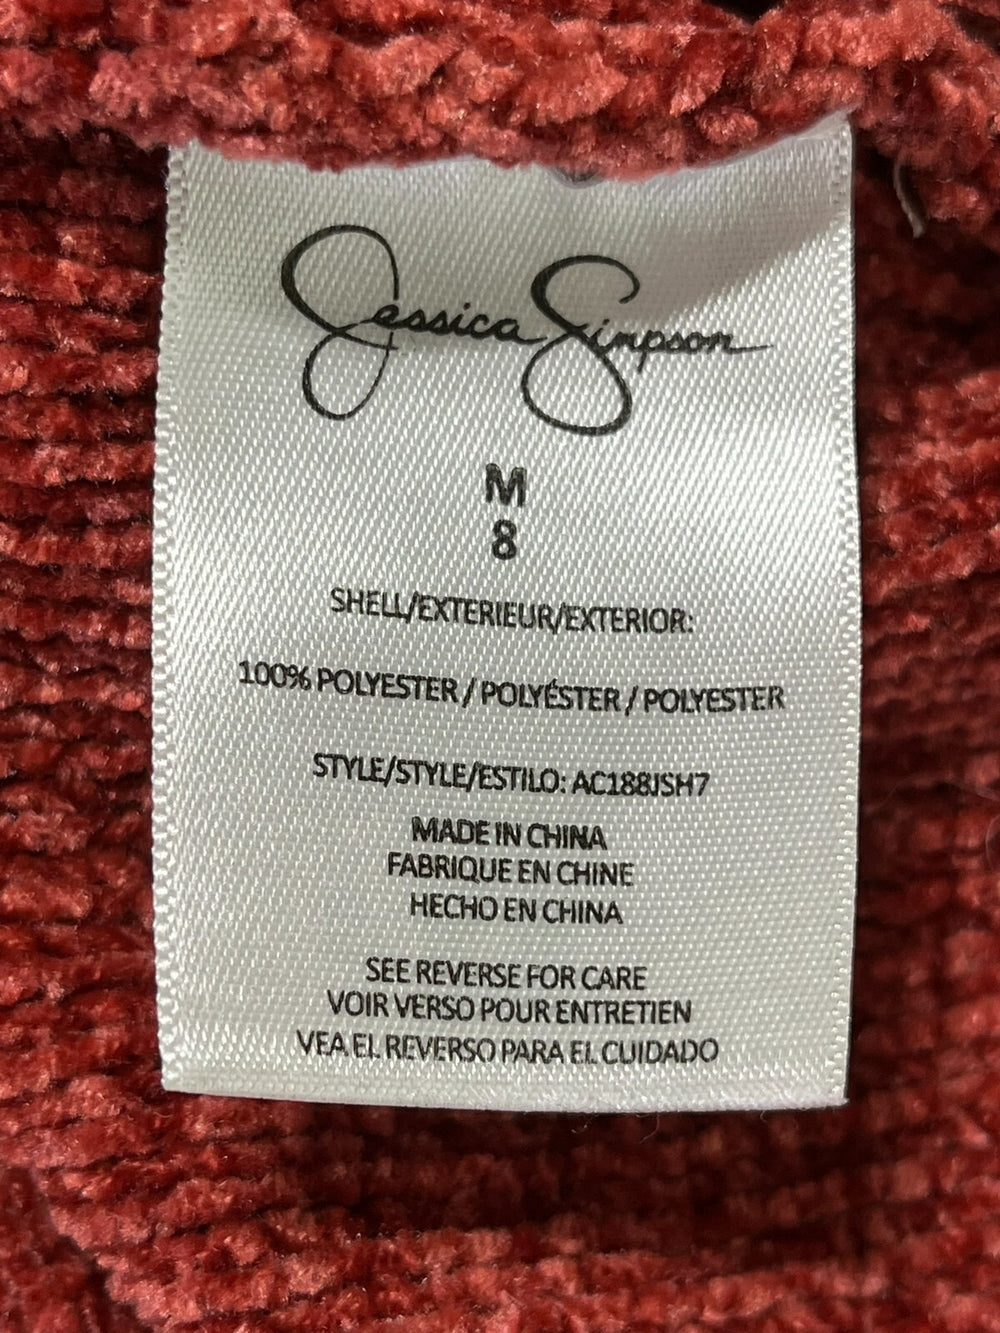 Jessica Simpson
M
8
SHELL/EXTERIEUR/EXTERIOR:
100% POLYESTER / POLYÉSTER / POLYESTER
STYLE/STYLE/ESTILO: AC188JSH7
MADE IN CHINA
FABRIQUE EN CHINE
HECHO EN CHINA
SEE REVERSE FOR CARE
VOIR VERSO POUR ENTRETIEN
VEA EL REVERSO PARA EL CUIDADO